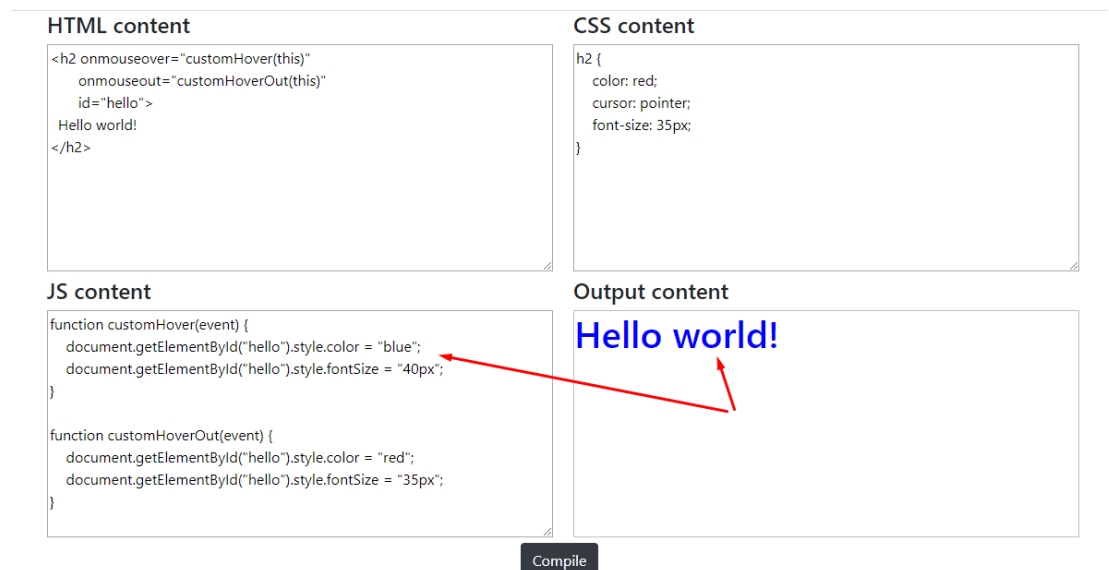 HTML content
<h2 onmouseover="customHover(this)"
onmouseout="customHoverOut(this)"
id="hello">
Hello world!
</h2>
CSS content
h2 {
color: red;
cursor: pointer;
font-size: 35px;
}
JS content
function customHover(event) {
document.getElementById("hello").style.color = "blue";
document.getElementById("hello").style.fontSize = "40px";
}
function customHoverOut(event) {
document.getElementById("hello").style.color = "red";
document.getElementById("hello").style.fontSize = "35px";
}
Output content
Hello world!
Compile